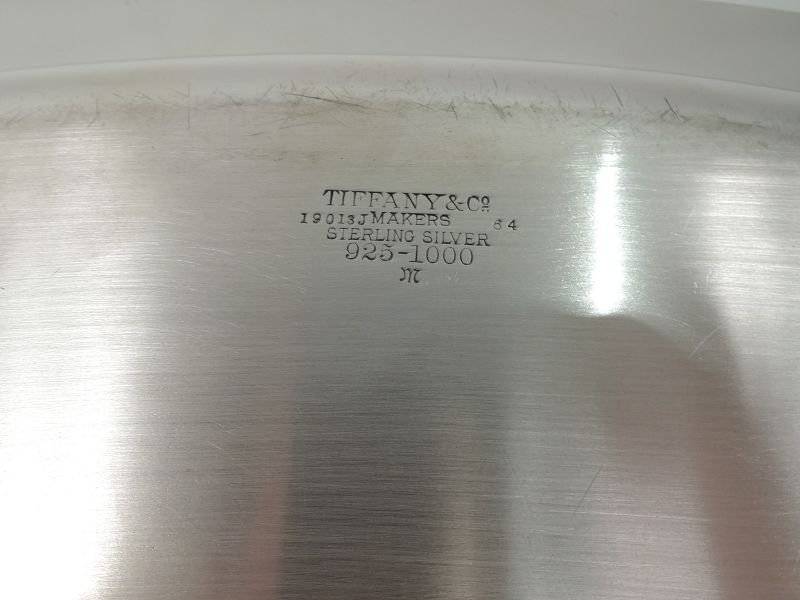 TIFFANY & Co
19013J MAKERS 64
STERLING SILVER
925-1000
M